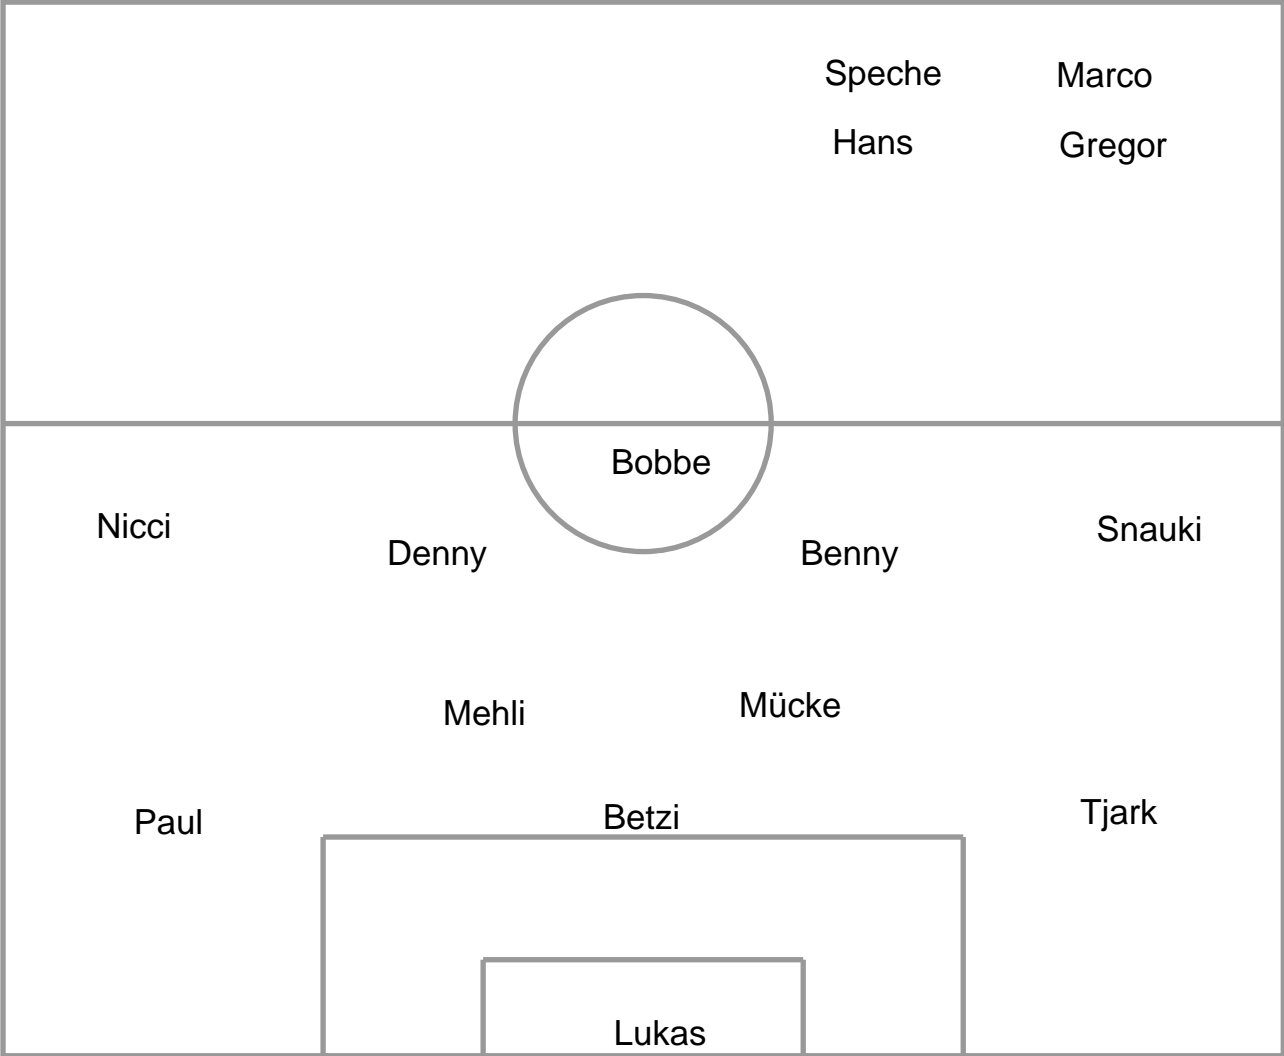 Speche Marco
Hans Gregor
Bobbe
Nicci Denny Benny Snauki
Mehli Mücke
Paul Betzi Tjark
Lukas